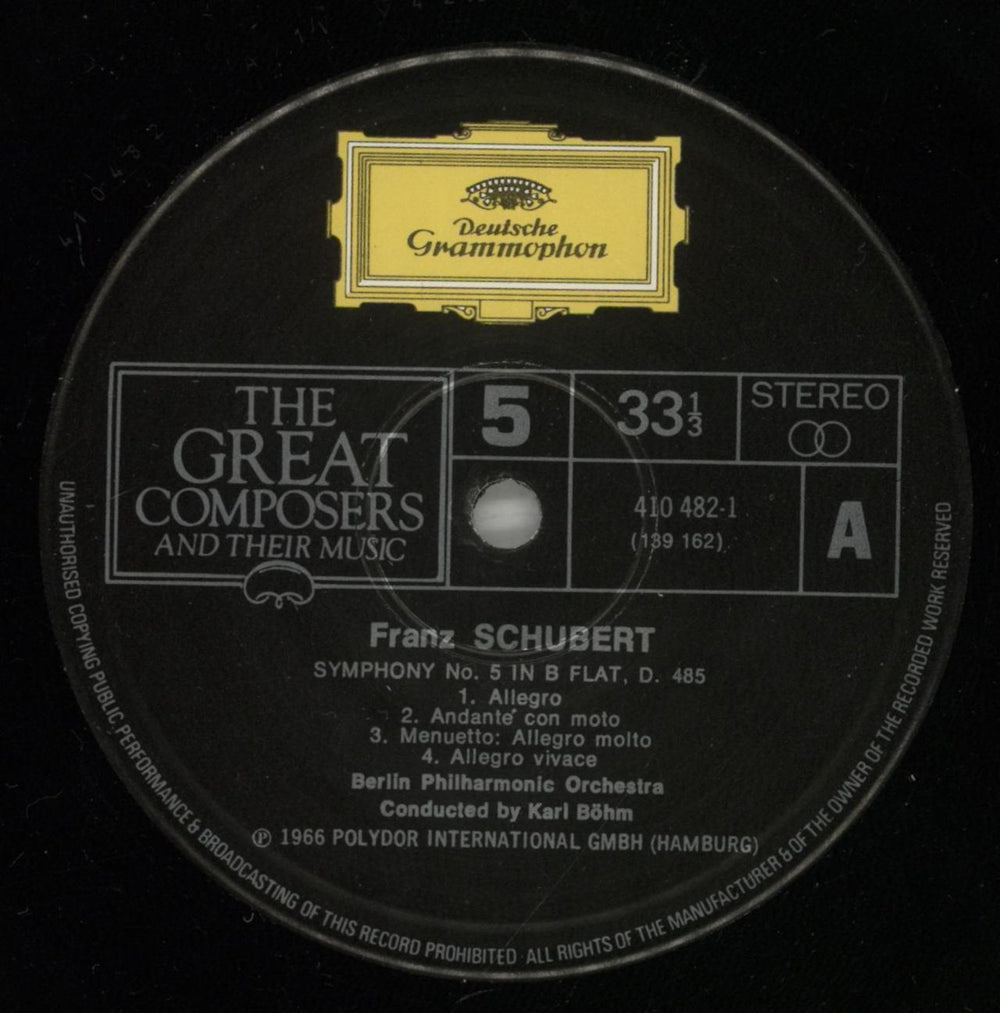 Deutsche
Grammophon
THE
GREAT
COMPOSERS
AND THEIR MUSIC
5
33⅓
STEREO
410 482-1
(139 162)
A
Franz SCHUBERT
SYMPHONY No. 5 IN B FLAT, D. 485
1. Allegro
2. Andante con moto
3. Menuetto: Allegro molto
4. Allegro vivace
Berlin Philharmonic Orchestra
Conducted by Karl Böhm
℗ 1966 POLYDOR INTERNATIONAL GMBH (HAMBURG)
UNAUTHORISED COPYING PUBLIC PERFORMANCE & BROADCASTING OF THIS RECORD PROHIBITED · ALL RIGHTS OF THE MANUFACTURER & OF THE OWNER OF THE RECORDED WORK RESERVED